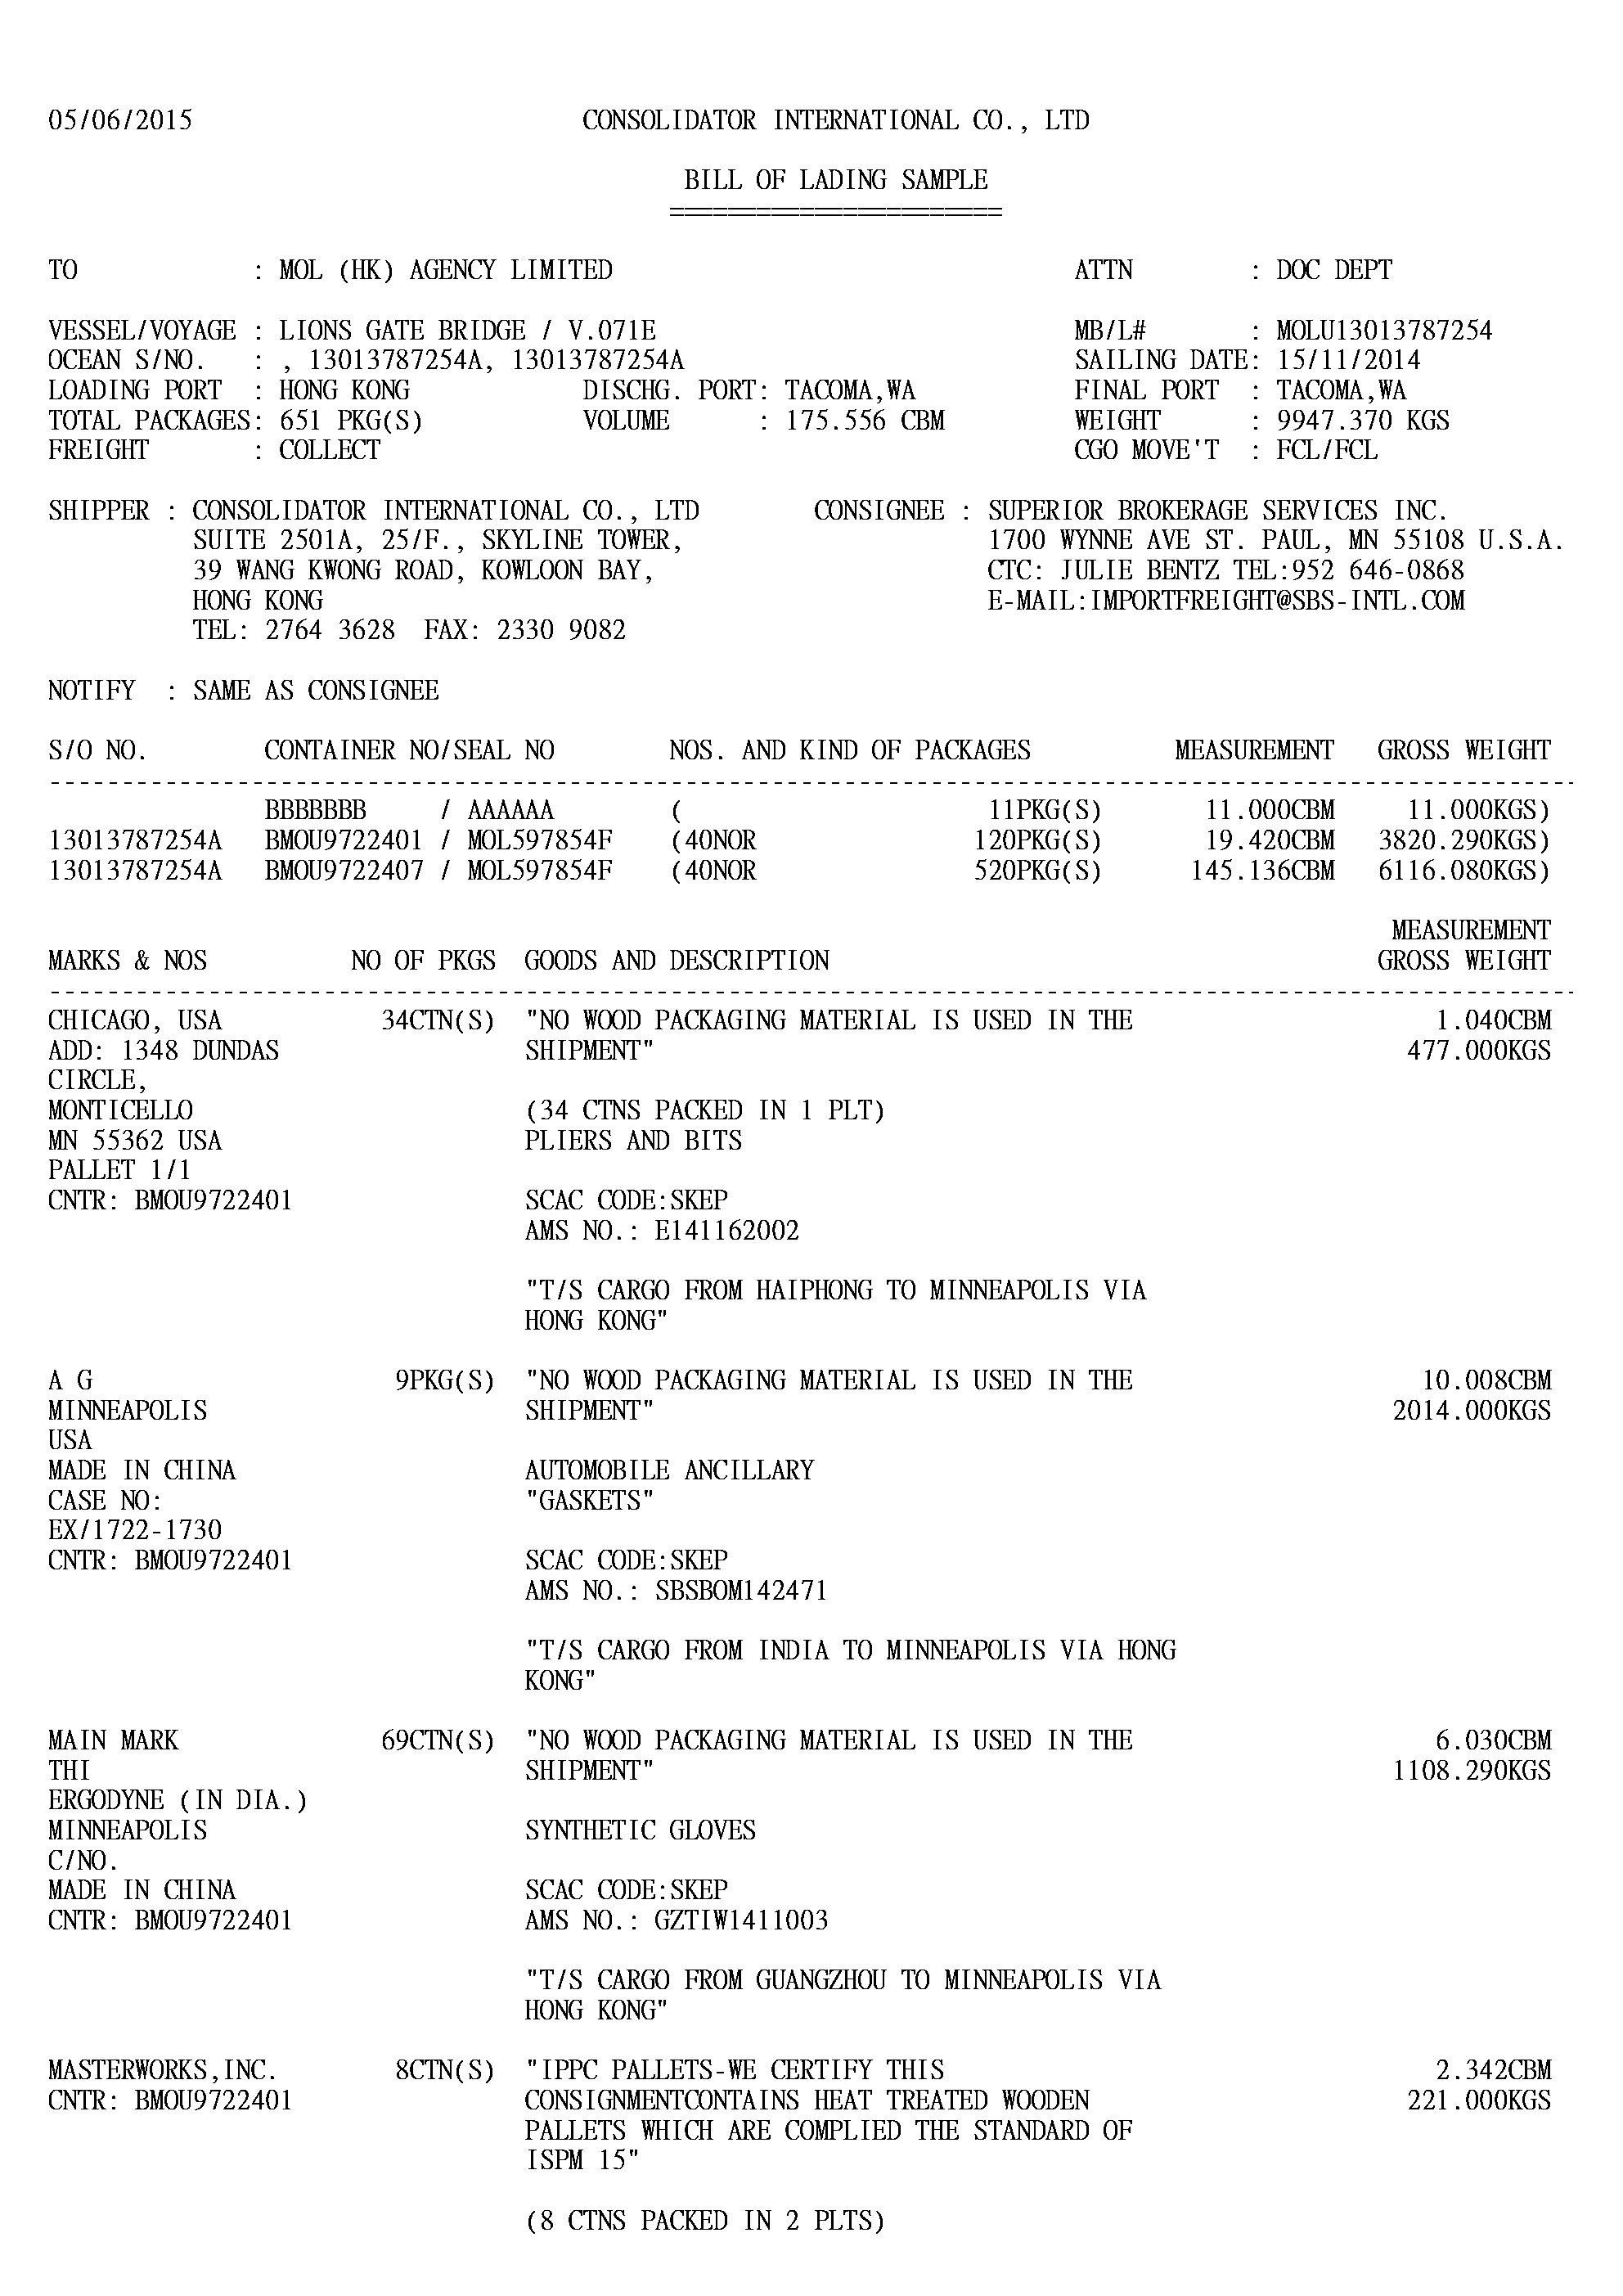 05/06/2015 CONSOLIDATOR INTERNATIONAL CO., LTD
BILL OF LADING SAMPLE
=======================
TO : MOL (HK) AGENCY LIMITED ATTN : DOC DEPT
VESSEL/VOYAGE : LIONS GATE BRIDGE / V.071E MB/L# : MOLU13013787254
OCEAN S/NO. : , 13013787254A, 13013787254A SAILING DATE: 15/11/2014
LOADING PORT : HONG KONG DISCHG. PORT: TACOMA,WA FINAL PORT : TACOMA,WA
TOTAL PACKAGES: 651 PKG(S) VOLUME : 175.556 CBM WEIGHT : 9947.370 KGS
FREIGHT : COLLECT CGO MOVE'T : FCL/FCL
SHIPPER : CONSOLIDATOR INTERNATIONAL CO., LTD CONSIGNEE : SUPERIOR BROKERAGE SERVICES INC.
SUITE 2501A, 25/F., SKYLINE TOWER, 1700 WYNNE AVE ST. PAUL, MN 55108 U.S.A.
39 WANG KWONG ROAD, KOWLOON BAY, CTC: JULIE BENTZ TEL:952 646-0868
HONG KONG E-MAIL:IMPORTFREIGHT@SBS-INTL.COM
TEL: 2764 3628 FAX: 2330 9082
NOTIFY : SAME AS CONSIGNEE
S/O NO. CONTAINER NO/SEAL NO NOS. AND KIND OF PACKAGES MEASUREMENT GROSS WEIGHT
----------------------------------------------------------------------------------------------------------
BBBBBBB / AAAAAA ( 11PKG(S) 11.000CBM 11.000KGS)
13013787254A BMOU9722401 / MOL597854F (40NOR 120PKG(S) 19.420CBM 3820.290KGS)
13013787254A BMOU9722407 / MOL597854F (40NOR 520PKG(S) 145.136CBM 6116.080KGS)
MEASUREMENT
MARKS & NOS NO OF PKGS GOODS AND DESCRIPTION GROSS WEIGHT
----------------------------------------------------------------------------------------------------------
CHICAGO, USA 34CTN(S) "NO WOOD PACKAGING MATERIAL IS USED IN THE 1.040CBM
ADD: 1348 DUNDAS SHIPMENT" 477.000KGS
CIRCLE,
MONTICELLO (34 CTNS PACKED IN 1 PLT)
MN 55362 USA PLIERS AND BITS
PALLET 1/1
CNTR: BMOU9722401 SCAC CODE:SKEP
AMS NO.: E141162002
"T/S CARGO FROM HAIPHONG TO MINNEAPOLIS VIA
HONG KONG"
A G 9PKG(S) "NO WOOD PACKAGING MATERIAL IS USED IN THE 10.008CBM
MINNEAPOLIS SHIPMENT" 2014.000KGS
USA
MADE IN CHINA AUTOMOBILE ANCILLARY
CASE NO: "GASKETS"
EX/1722-1730
CNTR: BMOU9722401 SCAC CODE:SKEP
AMS NO.: SBSBOM142471
"T/S CARGO FROM INDIA TO MINNEAPOLIS VIA HONG
KONG"
MAIN MARK 69CTN(S) "NO WOOD PACKAGING MATERIAL IS USED IN THE 6.030CBM
THI SHIPMENT" 1108.290KGS
ERGODYNE (IN DIA.)
MINNEAPOLIS SYNTHETIC GLOVES
C/NO.
MADE IN CHINA SCAC CODE:SKEP
CNTR: BMOU9722401 AMS NO.: GZTIW1411003
"T/S CARGO FROM GUANGZHOU TO MINNEAPOLIS VIA
HONG KONG"
MASTERWORKS,INC. 8CTN(S) "IPPC PALLETS-WE CERTIFY THIS 2.342CBM
CNTR: BMOU9722401 CONSIGNMENTCONTAINS HEAT TREATED WOODEN 221.000KGS
PALLETS WHICH ARE COMPLIED THE STANDARD OF
ISPM 15"
(8 CTNS PACKED IN 2 PLTS)